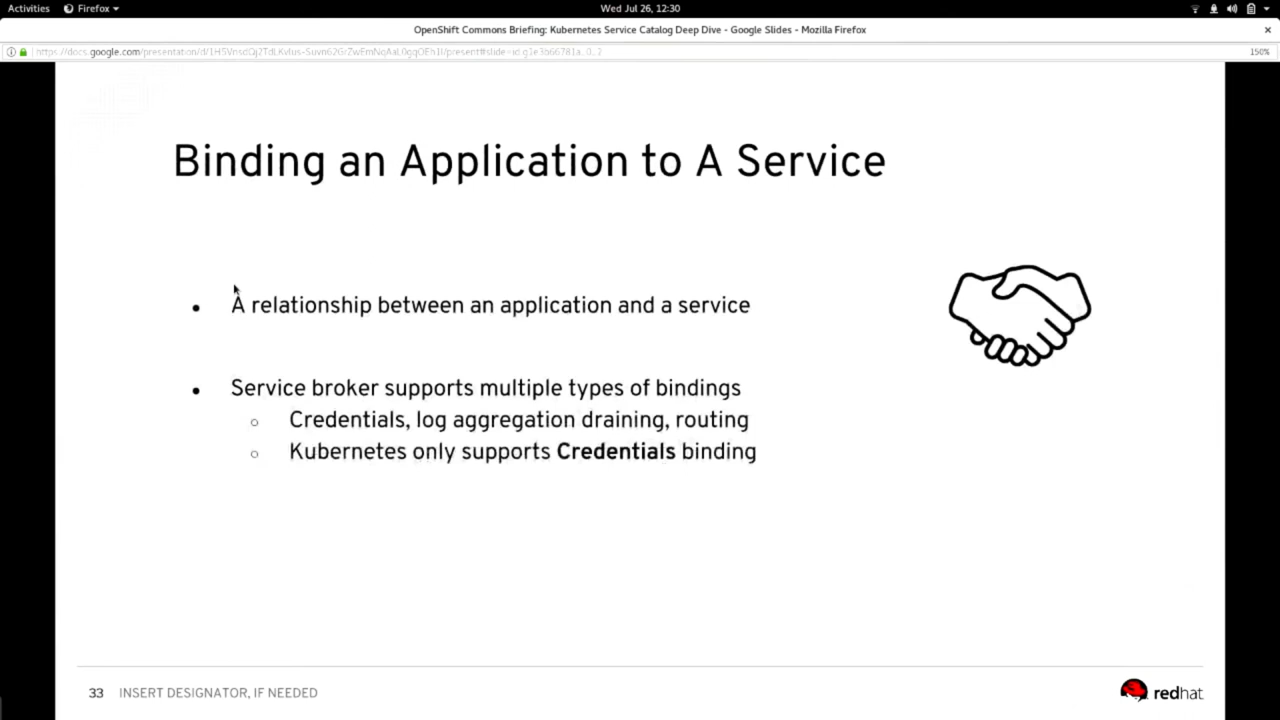 Activities Firefox Wed Jul 26, 12:30
OpenShift Commons Briefing: Kubernetes Service Catalog Deep Dive - Google Slides - Mozilla Firefox
150%
Binding an Application to A Service
A relationship between an application and a service
Service broker supports multiple types of bindings
Credentials, log aggregation draining, routing
Kubernetes only supports Credentials binding
33 INSERT DESIGNATOR, IF NEEDED
redhat